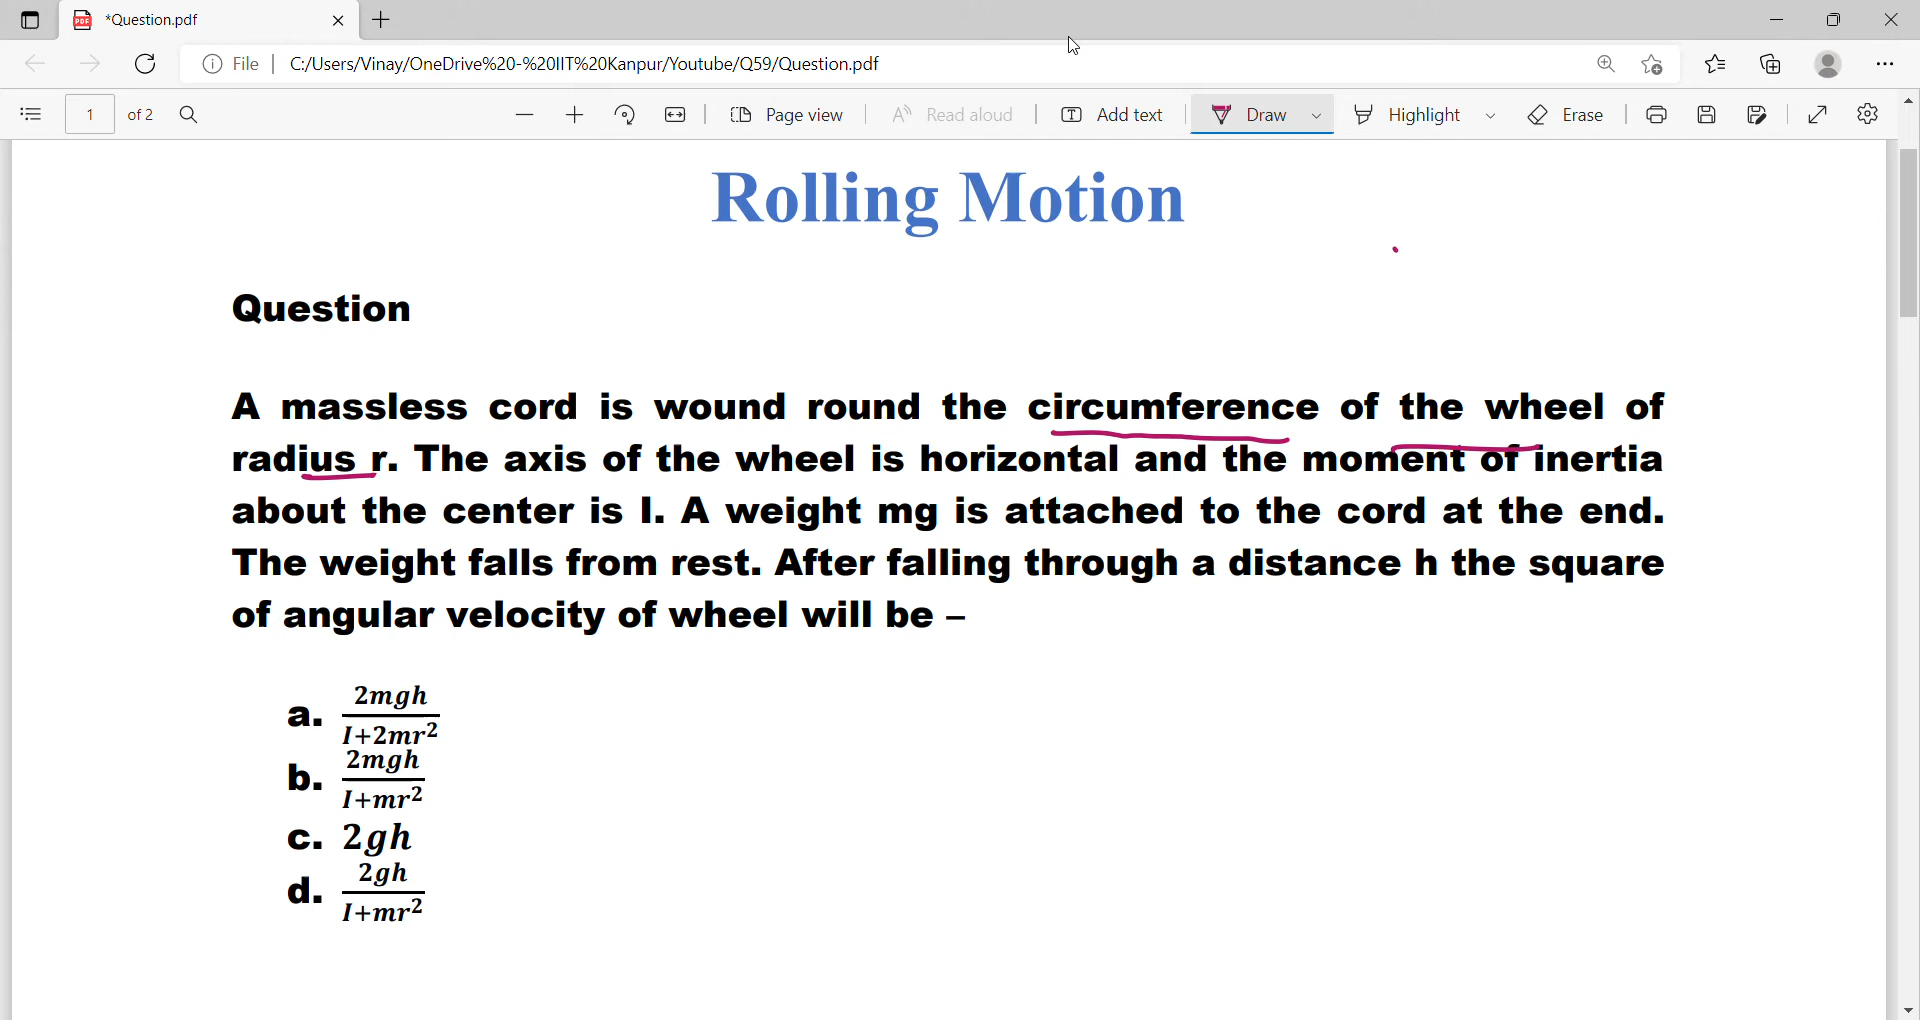 *Question.pdf
File C:/Users/Vinay/OneDrive%20-%20IIT%20Kanpur/Youtube/Q59/Question.pdf
1 of 2 Page view Read aloud Add text Draw Highlight Erase
Rolling Motion
Question
A massless cord is wound round the circumference of the wheel of
radius r. The axis of the wheel is horizontal and the moment of inertia
about the center is I. A weight mg is attached to the cord at the end.
The weight falls from rest. After falling through a distance h the square
of angular velocity of wheel will be –
a. 2mgh / I+2mr²
b. 2mgh / I+mr²
c. 2gh
d. 2gh / I+mr²